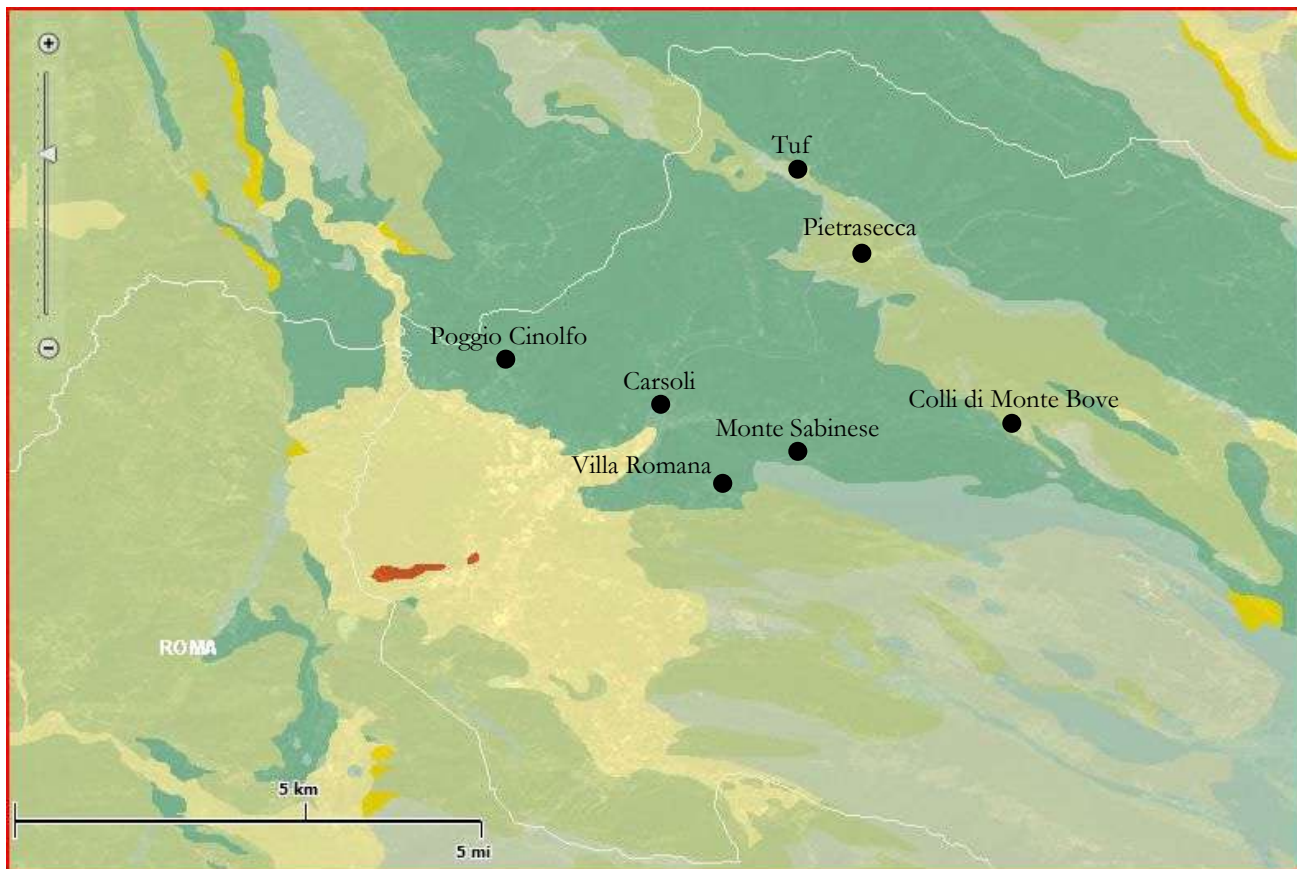 Tuf
Pietrasecca
Poggio Cinolfo
Carsoli
Colli di Monte Bove
Monte Sabinese
Villa Romana
ROMA
5 km
5 mi